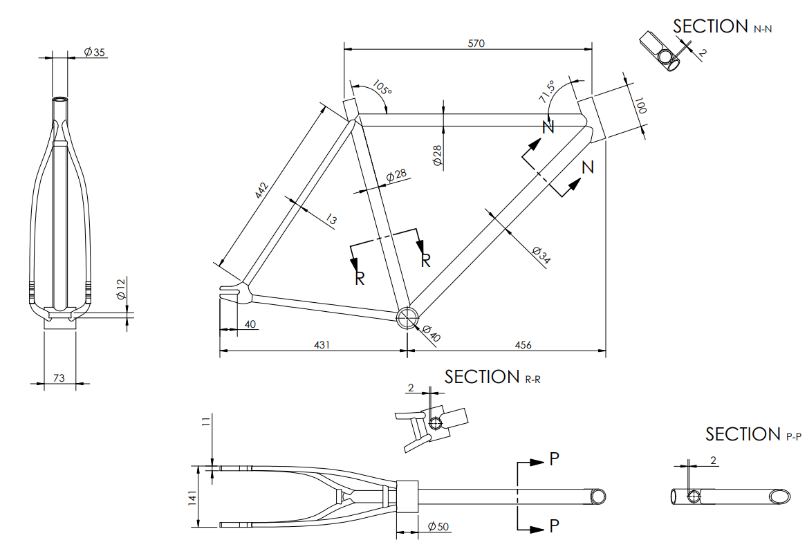 SECTION N-N
2
Ø35
570
105°
71.5°
100
N
Ø28
N
442
Ø28
13
R
R
Ø34
Ø12
40
Ø40
431
456
73
SECTION R-R
2
11
SECTION P-P
P
2
141
Ø50
P